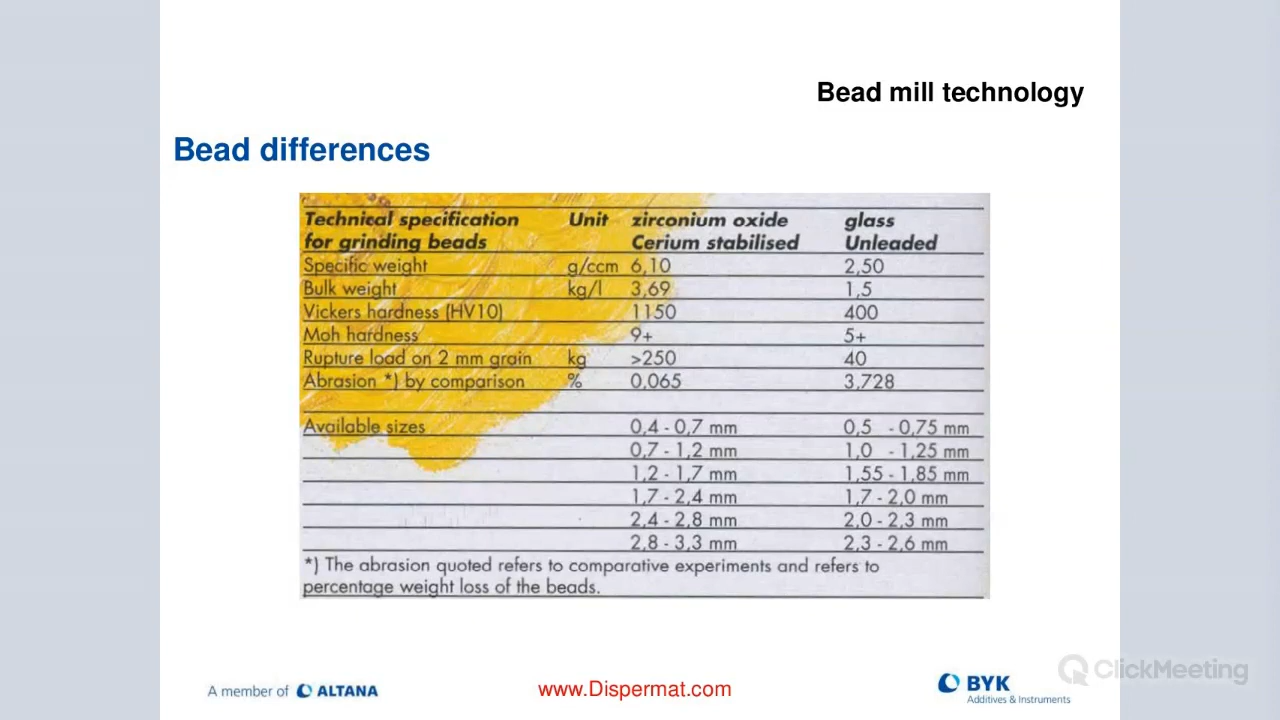 Bead mill technology
Bead differences
Technical specification Unit zirconium oxide glass
for grinding beads Cerium stabilised Unleaded
Specific weight g/ccm 6,10 2,50
Bulk weight kg/l 3,69 1,5
Vickers hardness (HV10) 1150 400
Moh hardness 9+ 5+
Rupture load on 2 mm grain kg >250 40
Abrasion *) by comparison % 0,065 3,728
Available sizes 0,4 - 0,7 mm 0,5 - 0,75 mm
0,7 - 1,2 mm 1,0 - 1,25 mm
1,2 - 1,7 mm 1,55 - 1,85 mm
1,7 - 2,4 mm 1,7 - 2,0 mm
2,4 - 2,8 mm 2,0 - 2,3 mm
2,8 - 3,3 mm 2,3 - 2,6 mm
*) The abrasion quoted refers to comparative experiments and refers to
percentage weight loss of the beads.
A member of ALTANA
www.Dispermat.com
BYK
Additives & Instruments
ClickMeeting